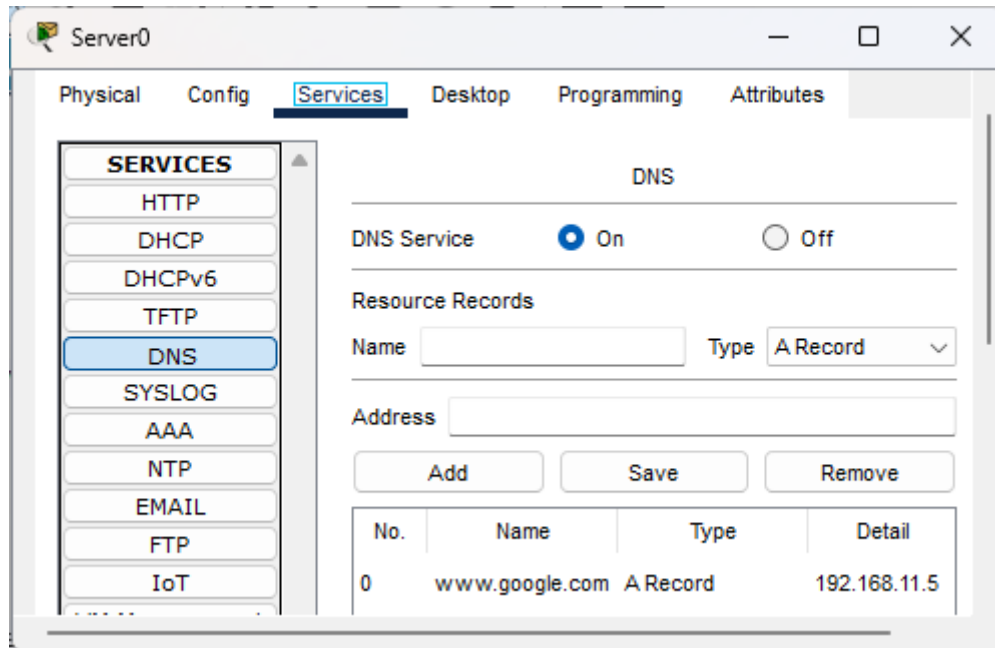 Server0
Physical Config Services Desktop Programming Attributes
SERVICES
HTTP
DHCP
DHCPv6
TFTP
DNS
SYSLOG
AAA
NTP
EMAIL
FTP
IoT
DNS
DNS Service On Off
Resource Records
Name Type A Record
Address
Add Save Remove
No. Name Type Detail
0 www.google.com A Record 192.168.11.5